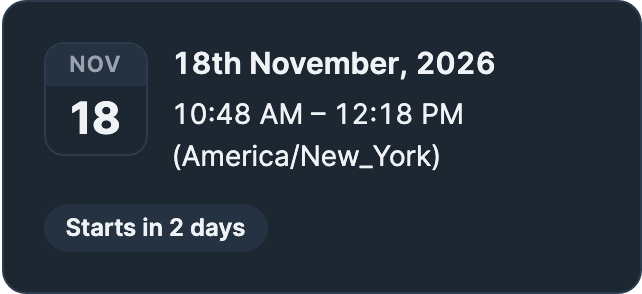 NOV
18
18th November, 2026
10:48 AM – 12:18 PM
(America/New_York)
Starts in 2 days